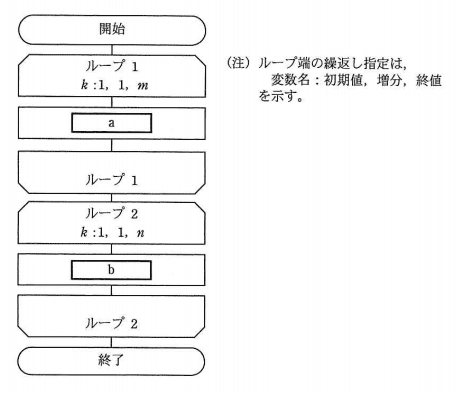 開始
ループ 1
k:1, 1, m
a
ループ 1
ループ 2
k:1, 1, n
b
ループ 2
終了
(注) ループ端の繰返し指定は,
変数名:初期値, 増分, 終値
を示す。